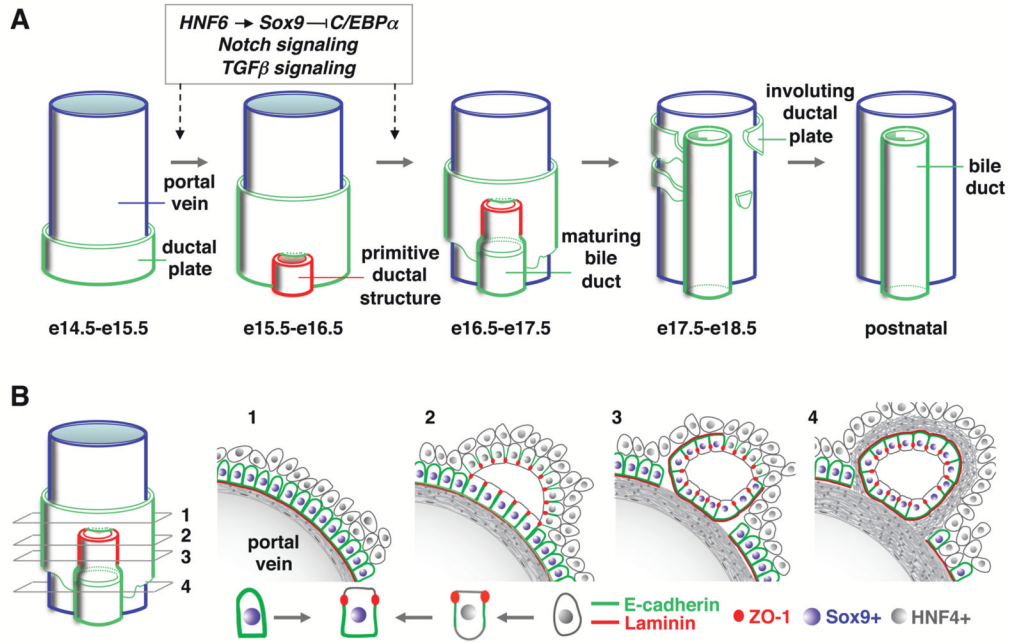 A
HNF6 → Sox9 ⊣ C/EBPα
Notch signaling
TGFβ signaling
portal
vein
ductal
plate
primitive
ductal
structure
maturing
bile
duct
involuting
ductal
plate
bile
duct
e14.5-e15.5
e15.5-e16.5
e16.5-e17.5
e17.5-e18.5
postnatal
B
1
2
3
4
1
2
3
4
portal
vein
E-cadherin
Laminin
ZO-1
Sox9+
HNF4+